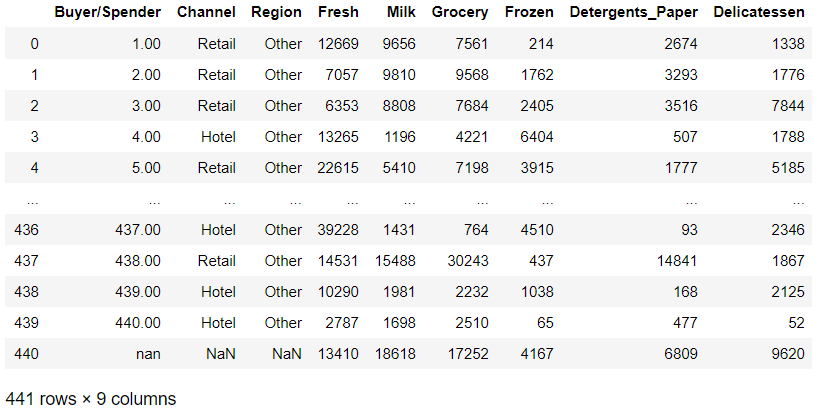 Buyer/Spender Channel Region Fresh Milk Grocery Frozen Detergents_Paper Delicatessen
0 1.00 Retail Other 12669 9656 7561 214 2674 1338
1 2.00 Retail Other 7057 9810 9568 1762 3293 1776
2 3.00 Retail Other 6353 8808 7684 2405 3516 7844
3 4.00 Hotel Other 13265 1196 4221 6404 507 1788
4 5.00 Retail Other 22615 5410 7198 3915 1777 5185
... ... ... ... ... ... ... ... ... ...
436 437.00 Hotel Other 39228 1431 764 4510 93 2346
437 438.00 Retail Other 14531 15488 30243 437 14841 1867
438 439.00 Hotel Other 10290 1981 2232 1038 168 2125
439 440.00 Hotel Other 2787 1698 2510 65 477 52
440 nan NaN NaN 13410 18618 17252 4167 6809 9620
441 rows × 9 columns